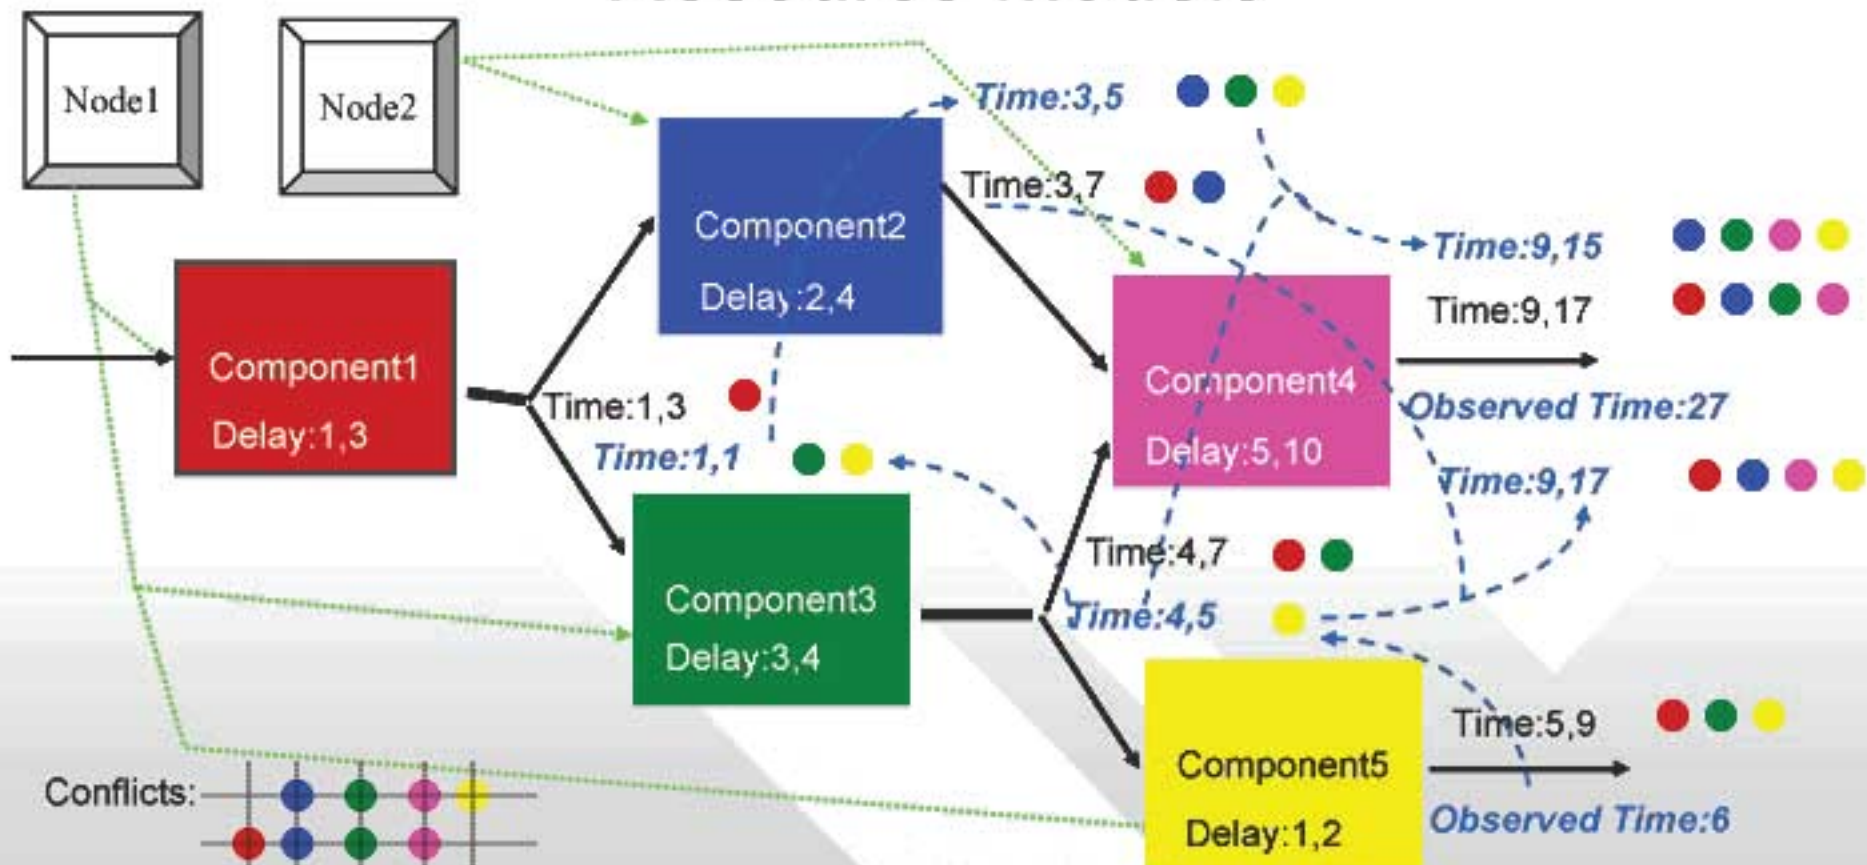 Node1
Node2
Time:3,5
Time:3,7
Component2
Delay:2,4
Time:9,15
Time:9,17
Component1
Delay:1,3
Time:1,3
Time:1,1
Component4
Delay:5,10
Observed Time:27
Time:9,17
Time:4,7
Time:4,5
Component3
Delay:3,4
Time:5,9
Component5
Delay:1,2
Observed Time:6
Conflicts: